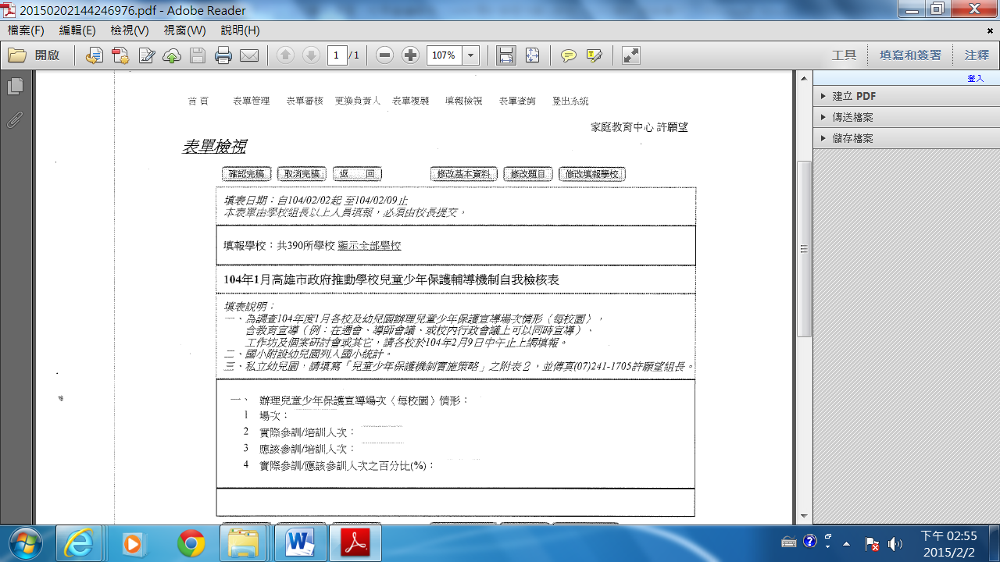 20150202144246976.pdf - Adobe Reader
檔案(F) 編輯(E) 檢視(V) 視窗(W) 說明(H)
開啟 1 / 1 107% 工具 填寫和簽署 注釋
登入
建立 PDF
傳送檔案
儲存檔案
首 頁 表單管理 表單審核 更換負責人 表單複製 填報檢視 表單查詢 登出系統
家庭教育中心 許願望
表單檢視
確認完稿 取消完稿 返 回 修改基本資料 修改題目 修改填報學校
填表日期：自104/02/02起 至104/02/09止
本表單由學校組長以上人員填報，必須由校長提交。
填報學校：共390所學校 顯示全部學校
104年1月高雄市政府推動學校兒童少年保護輔導機制自我檢核表
填表說明：
一、為調查104年度1月各校及幼兒園辦理兒童少年保護宣導場次情形（每校園），
含教育宣導（例：在週會、導師會議、或校內行政會議上可以同時宣導），
工作坊及個案研討會或其它，請各校於104年2月9日中午止上網填報。
二、國小附設幼兒園列入國小統計。
三、私立幼兒園，請填寫「兒童少年保護機制實施策略」之附表２，並傳真(07)241-1705許願望組長。
一、 辦理兒童少年保護宣導場次（每校園）情形：
1 場次：
2 實際參訓/培訓人次：
3 應該參訓/培訓人次：
4 實際參訓/應該參訓人次之百分比(%)：
下午 02:55
2015/2/2